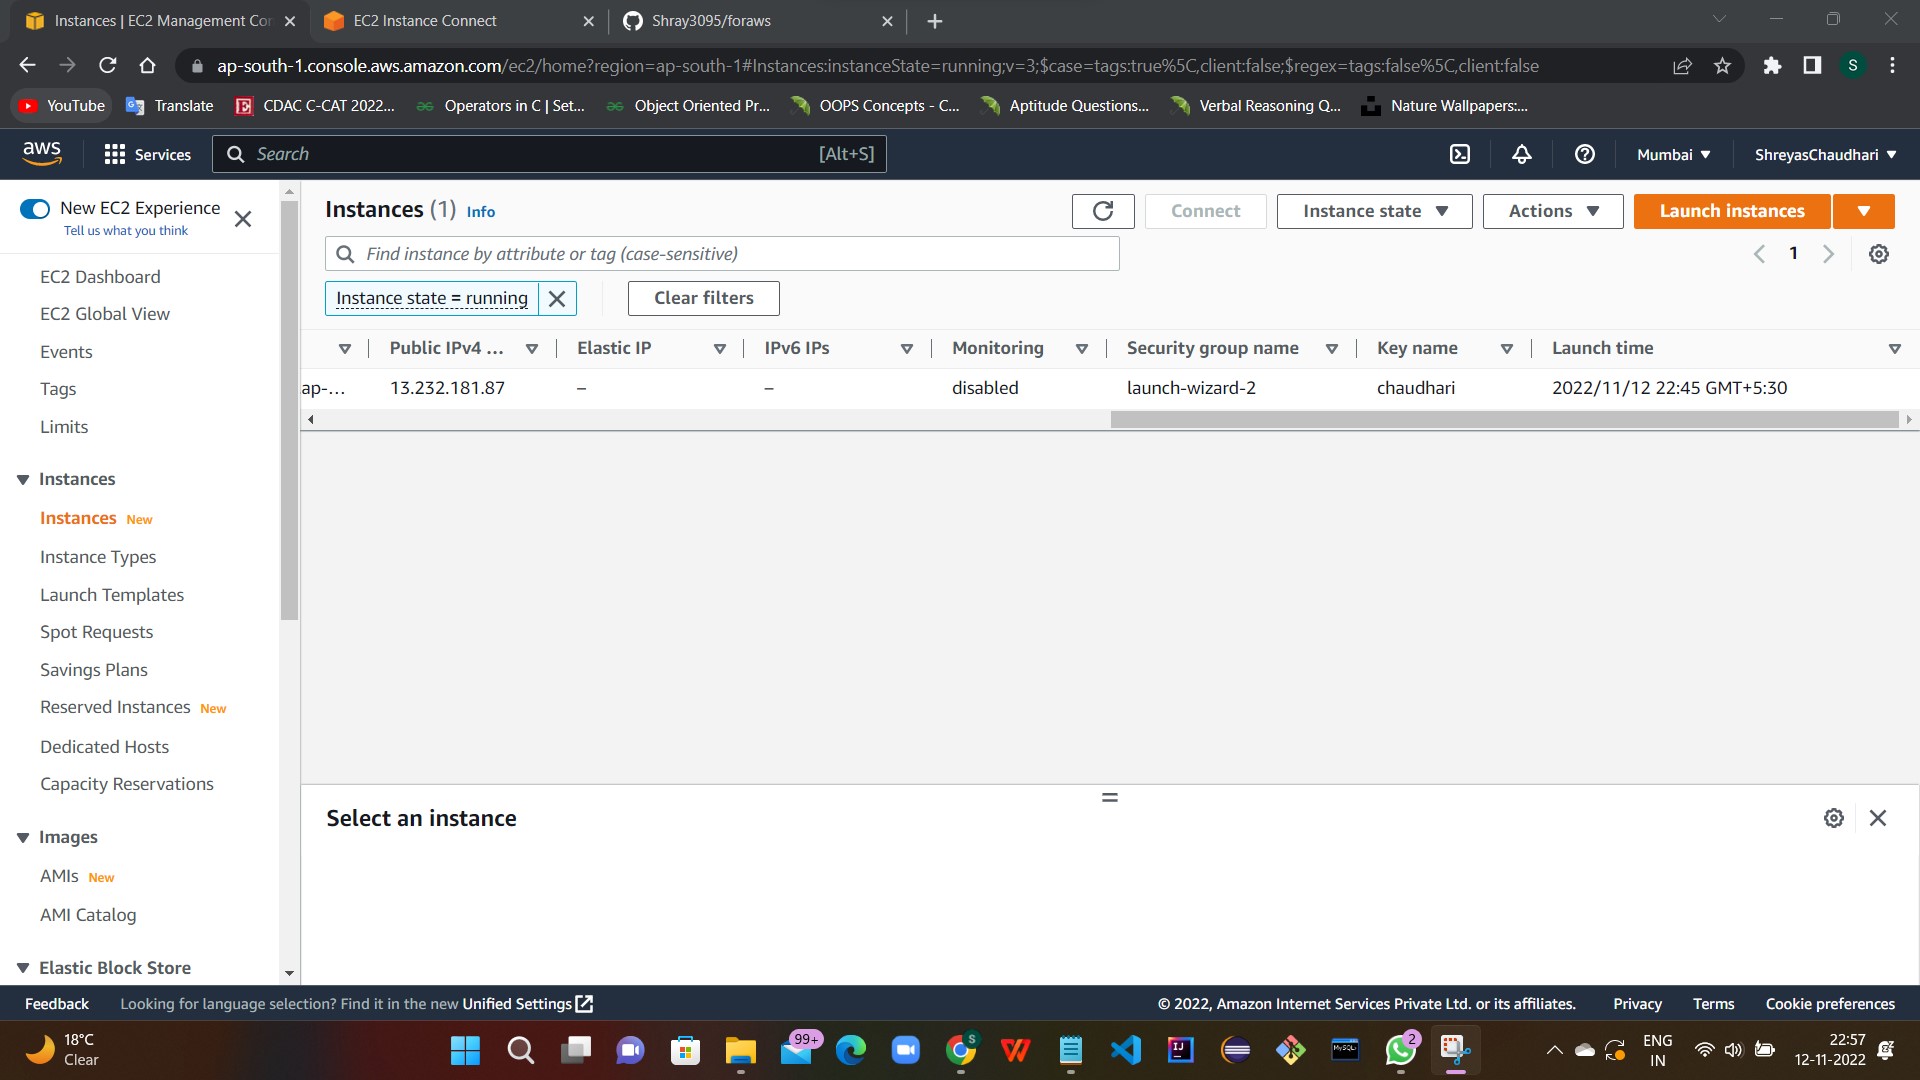 Instances | EC2 Management Con
EC2 Instance Connect
Shray3095/foraws
ap-south-1.console.aws.amazon.com/ec2/home?region=ap-south-1#Instances:instanceState=running;v=3;$case=tags:true%5C,client:false;$regex=tags:false%5C,client:false
S
YouTube
Translate
CDAC C-CAT 2022...
Operators in C | Set...
Object Oriented Pr...
OOPS Concepts - C...
Aptitude Questions...
Verbal Reasoning Q...
Nature Wallpapers:...
aws
Services
Search
[Alt+S]
Mumbai
ShreyasChaudhari
New EC2 Experience
Tell us what you think
EC2 Dashboard
EC2 Global View
Events
Tags
Limits
Instances
Instances New
Instance Types
Launch Templates
Spot Requests
Savings Plans
Reserved Instances New
Dedicated Hosts
Capacity Reservations
Images
AMIs New
AMI Catalog
Elastic Block Store
Instances (1) Info
Connect
Instance state
Actions
Launch instances
Find instance by attribute or tag (case-sensitive)
1
Instance state = running
Clear filters
Public IPv4 ... Elastic IP IPv6 IPs Monitoring Security group name Key name Launch time
ap-... 13.232.181.87 – – disabled launch-wizard-2 chaudhari 2022/11/12 22:45 GMT+5:30
Select an instance
Feedback
Looking for language selection? Find it in the new Unified Settings
© 2022, Amazon Internet Services Private Ltd. or its affiliates.
Privacy
Terms
Cookie preferences
18°C
Clear
99+
S
IJ
MySQL
2
ENG
IN
22:57
12-11-2022